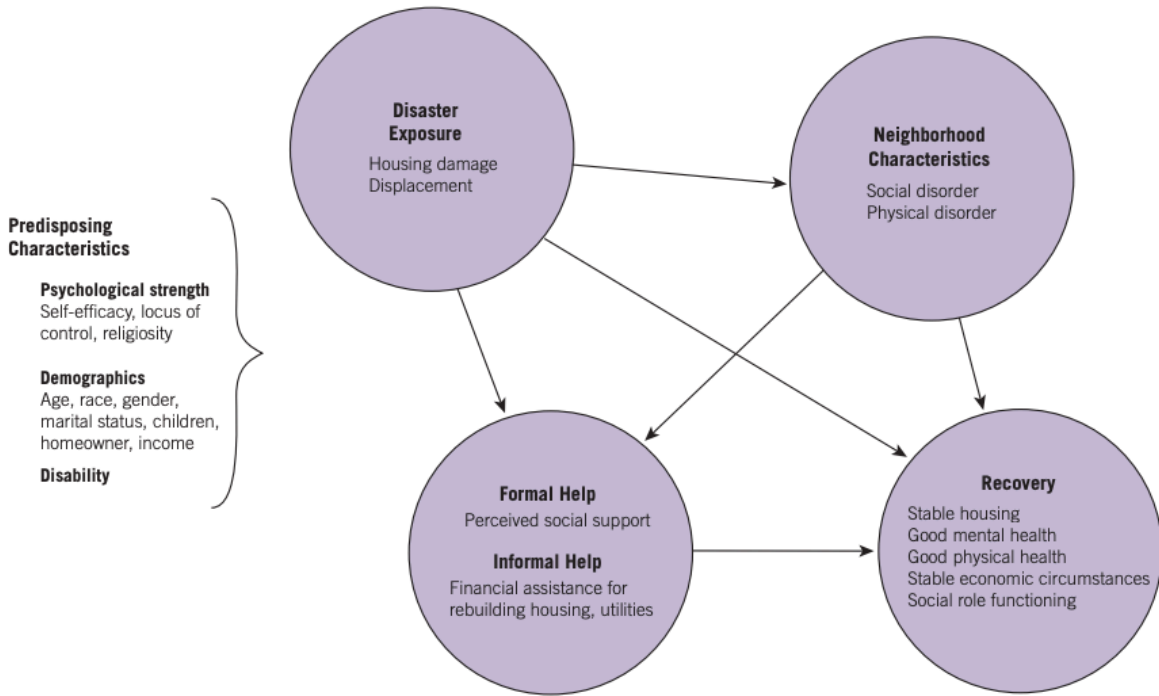 Disaster
Exposure
Housing damage
Displacement
Neighborhood
Characteristics
Social disorder
Physical disorder
Predisposing
Characteristics
Psychological strength
Self-efficacy, locus of
control, religiosity
Demographics
Age, race, gender,
marital status, children,
homeowner, income
Disability
Formal Help
Perceived social support
Informal Help
Financial assistance for
rebuilding housing, utilities
Recovery
Stable housing
Good mental health
Good physical health
Stable economic circumstances
Social role functioning